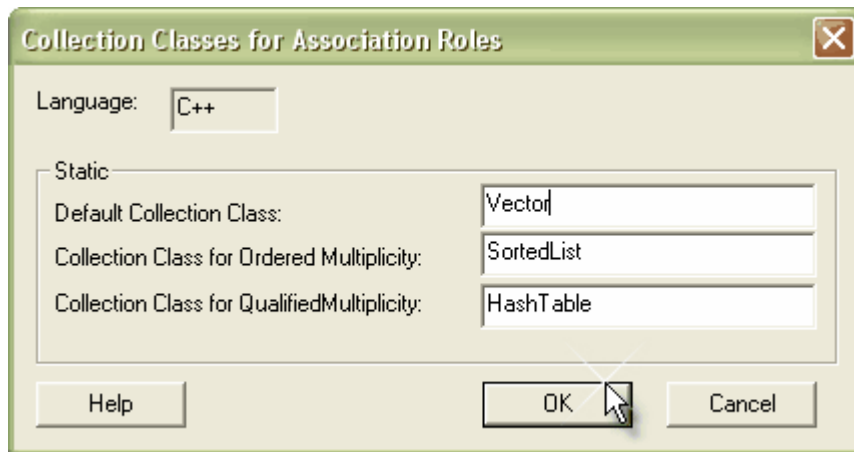 Collection Classes for Association Roles
Language: C++
Static
Default Collection Class: Vector
Collection Class for Ordered Multiplicity: SortedList
Collection Class for QualifiedMultiplicity: HashTable
Help OK Cancel